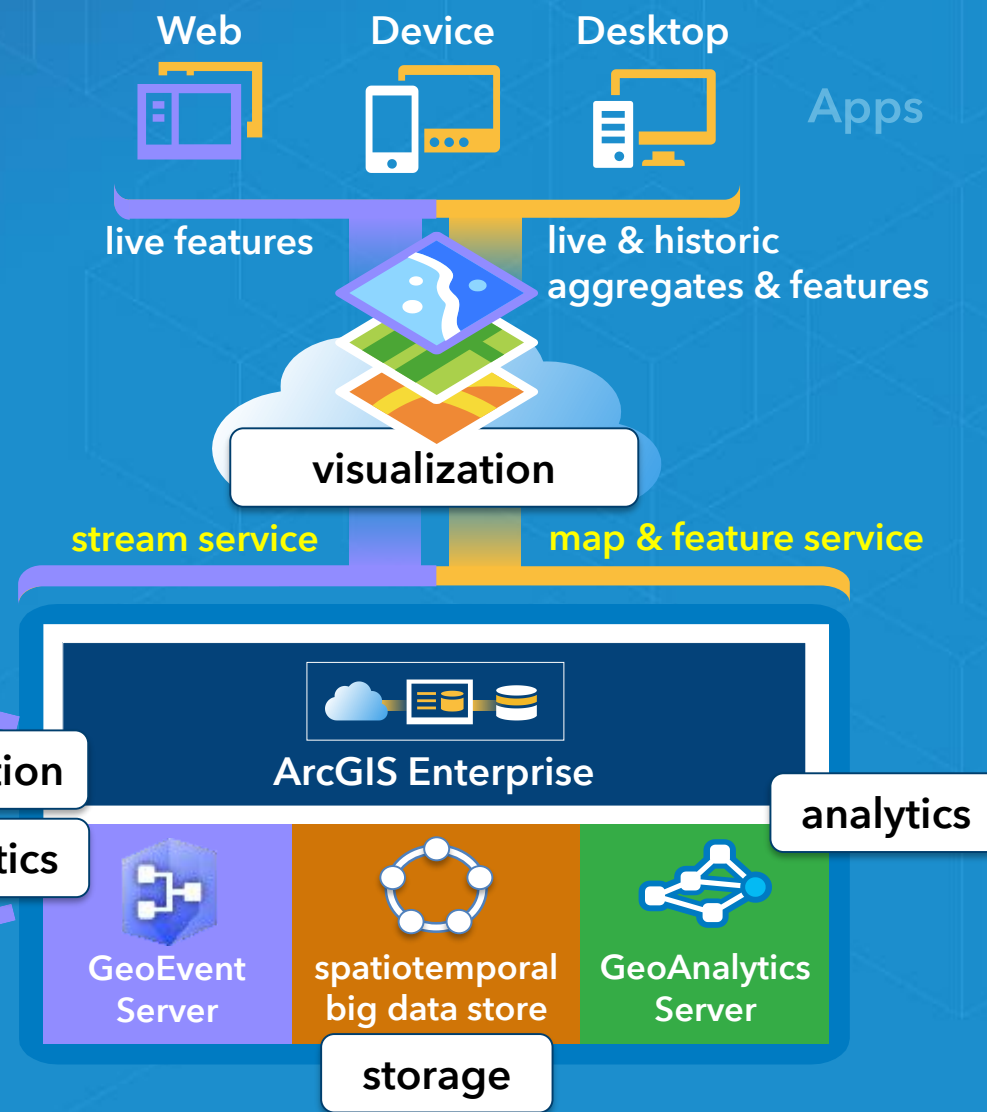 Web
Device
Desktop
Apps
live features
live & historic
aggregates & features
visualization
stream service
map & feature service
ArcGIS Enterprise
tion
analytics
tics
GeoEvent
Server
spatiotemporal
big data store
GeoAnalytics
Server
storage